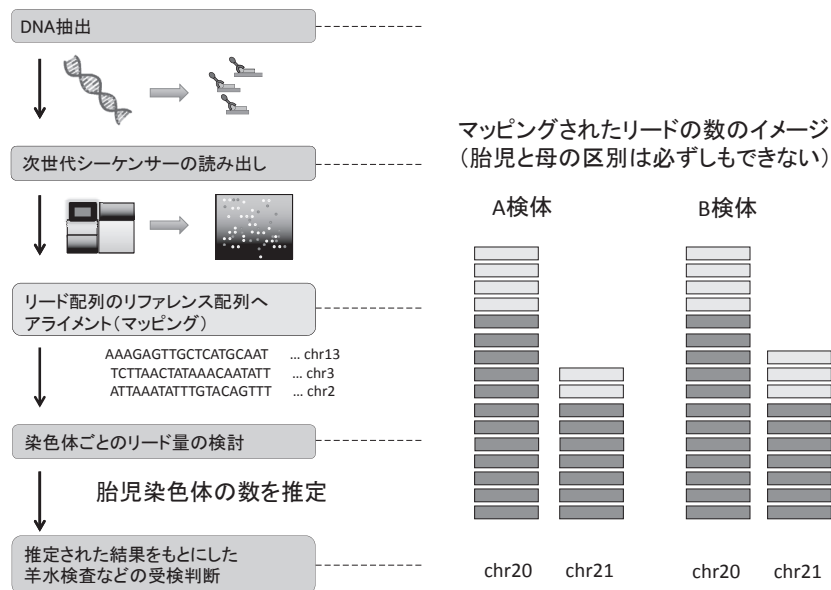 DNA抽出
次世代シーケンサーの読み出し
リード配列のリファレンス配列へ
アライメント(マッピング)
AAAGAGTTGCTCATGCAAT … chr13
TCTTAACTATAAACAATATT … chr3
ATTAAATATTTGTACAGTTT … chr2
染色体ごとのリード量の検討
胎児染色体の数を推定
推定された結果をもとにした
羊水検査などの受検判断
マッピングされたリードの数のイメージ
(胎児と母の区別は必ずしもできない)
A検体 B検体
chr20 chr21 chr20 chr21